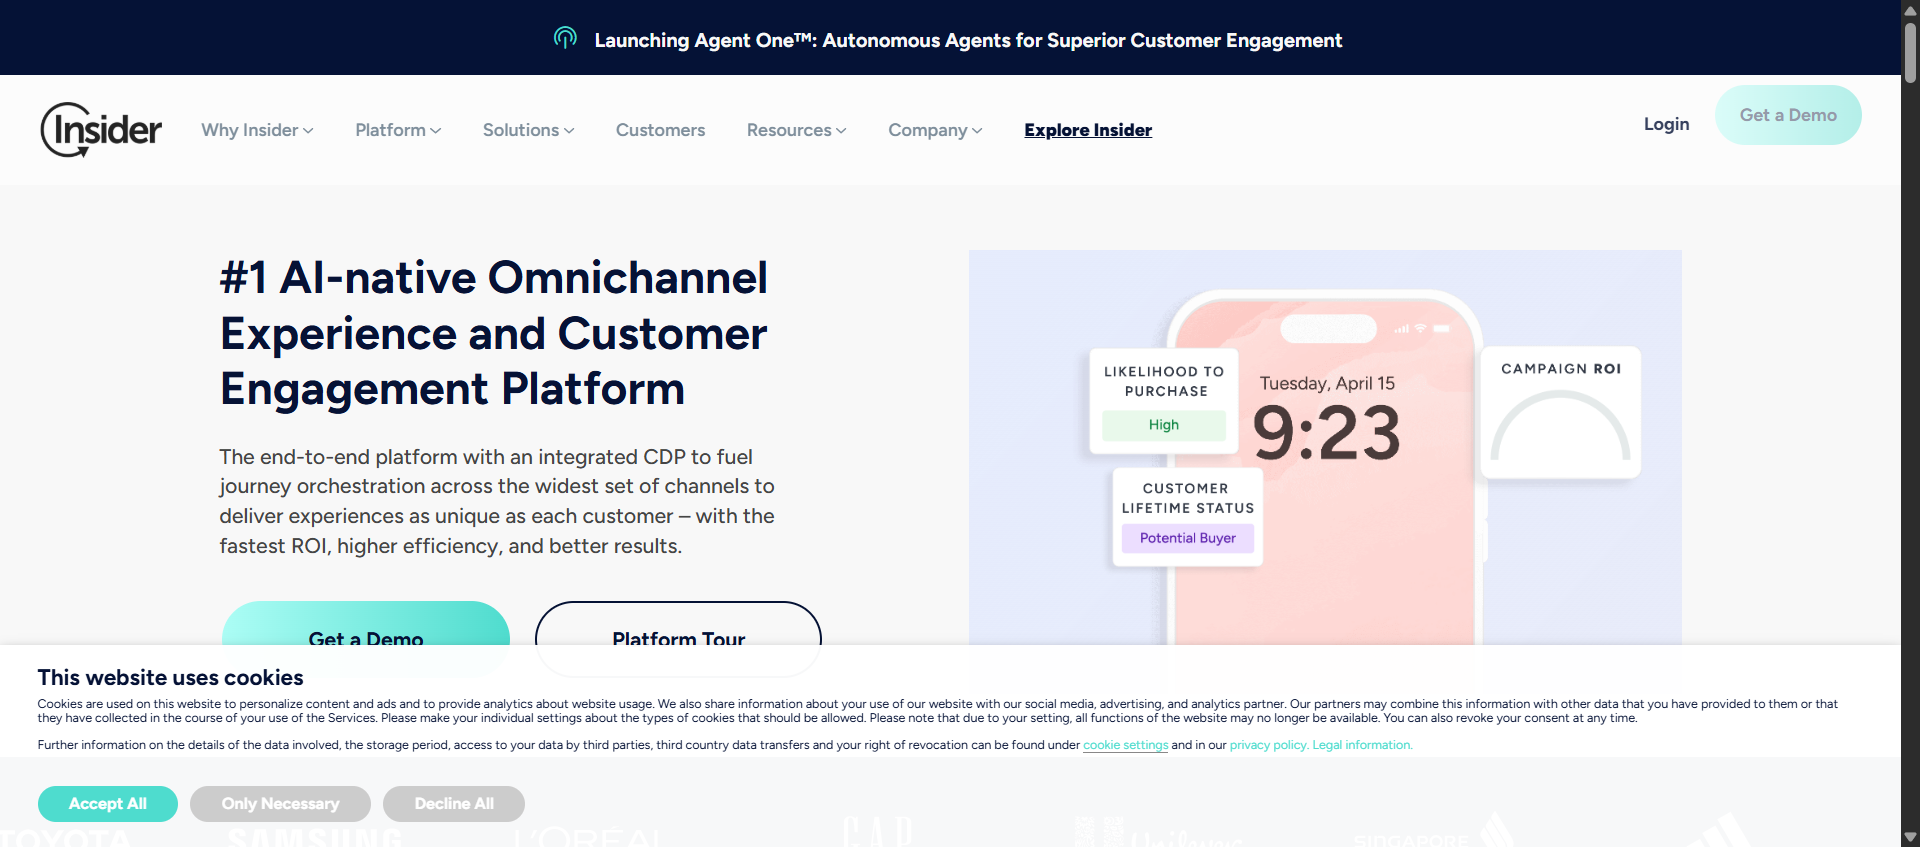 Launching Agent One™: Autonomous Agents for Superior Customer Engagement
Insider
Why Insider
Platform
Solutions
Customers
Resources
Company
Explore Insider
Login
Get a Demo
#1 AI-native Omnichannel
Experience and Customer
Engagement Platform
The end-to-end platform with an integrated CDP to fuel
journey orchestration across the widest set of channels to
deliver experiences as unique as each customer – with the
fastest ROI, higher efficiency, and better results.
Get a Demo
Platform Tour
LIKELIHOOD TO
PURCHASE
High
CUSTOMER
LIFETIME STATUS
Potential Buyer
Tuesday, April 15
9:23
CAMPAIGN ROI
This website uses cookies
Cookies are used on this website to personalize content and ads and to provide analytics about website usage. We also share information about your use of our website with our social media, advertising, and analytics partner. Our partners may combine this information with other data that you have provided to them or that
they have collected in the course of your use of the Services. Please make your individual settings about the types of cookies that should be allowed. Please note that due to your setting, all functions of the website may no longer be available. You can also revoke your consent at any time.
Further information on the details of the data involved, the storage period, access to your data by third parties, third country data transfers and your right of revocation can be found under cookie settings and in our privacy policy. Legal information.
Accept All
Only Necessary
Decline All
TOYOTA
SAMSUNG
L'ORÉAL
GAP
Unilever
SINGAPORE